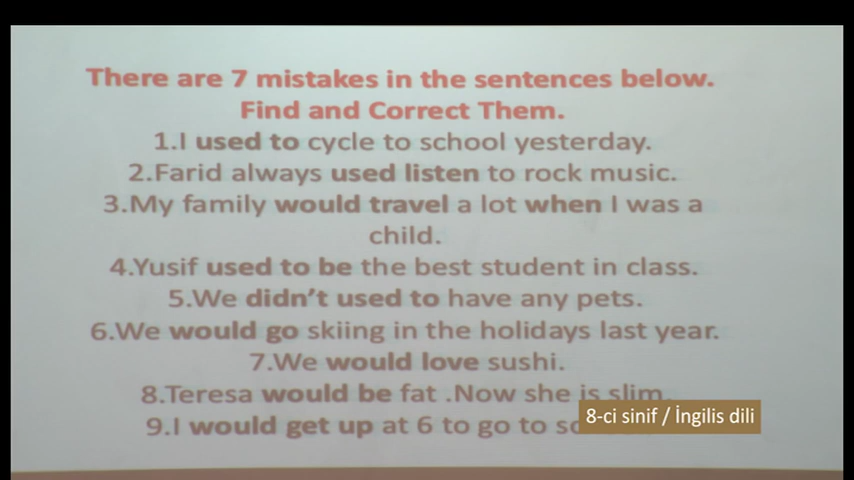 There are 7 mistakes in the sentences below.
Find and Correct Them.
1.I used to cycle to school yesterday.
2.Farid always used listen to rock music.
3.My family would travel a lot when I was a
child.
4.Yusif used to be the best student in class.
5.We didn't used to have any pets.
6.We would go skiing in the holidays last year.
7.We would love sushi.
8.Teresa would be fat .Now she is slim.
9.I would get up at 6 to go to
8-ci sinif / İngilis dili